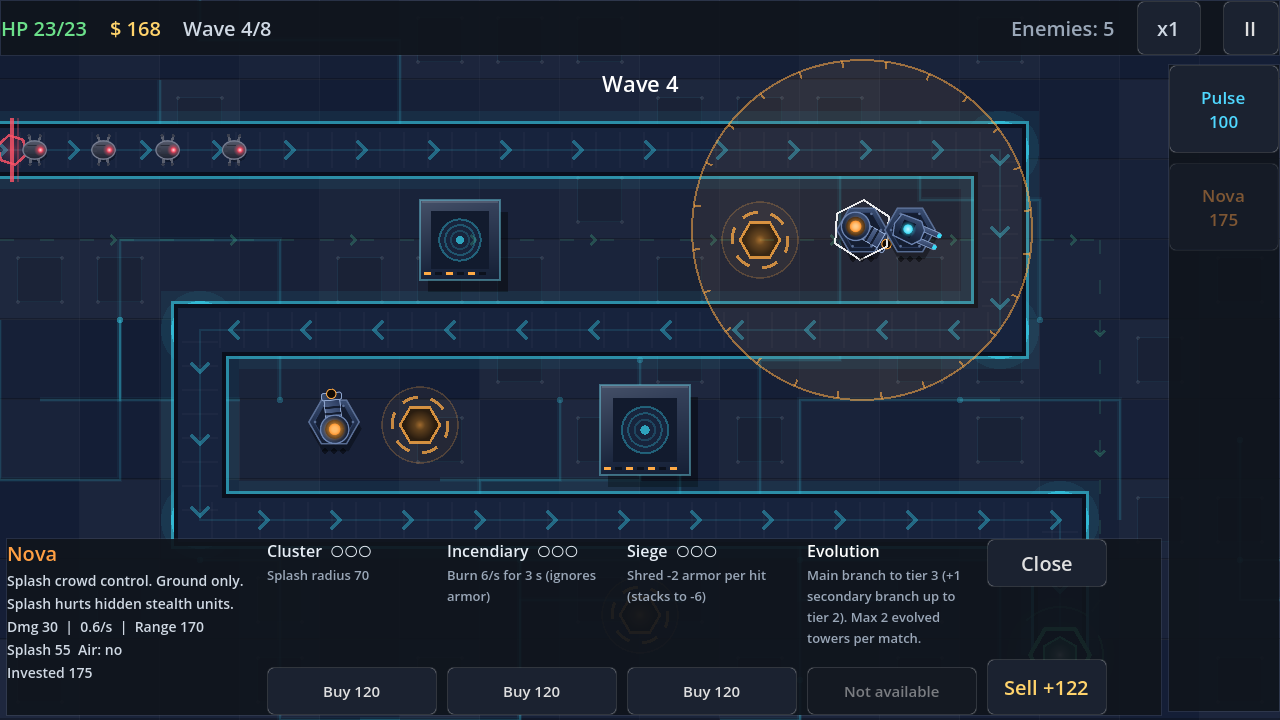 HP 23/23 $ 168 Wave 4/8 Enemies: 5 x1 II
Wave 4
Pulse
100
Nova
175
Nova
Splash crowd control. Ground only.
Splash hurts hidden stealth units.
Dmg 30 | 0.6/s | Range 170
Splash 55 Air: no
Invested 175
Cluster ○○○
Splash radius 70
Buy 120
Incendiary ○○○
Burn 6/s for 3 s (ignores
armor)
Buy 120
Siege ○○○
Shred -2 armor per hit
(stacks to -6)
Buy 120
Evolution
Main branch to tier 3 (+1
secondary branch up to
tier 2). Max 2 evolved
towers per match.
Not available
Close
Sell +122